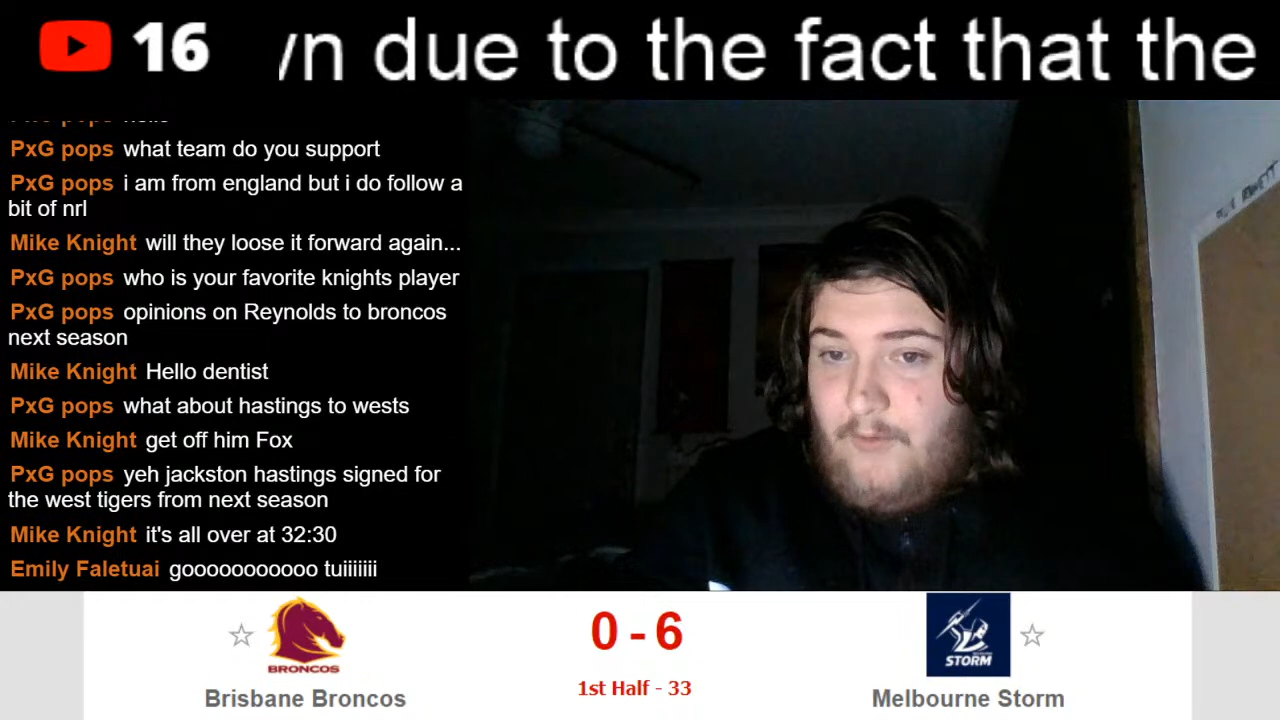 16
n due to the fact that the
PxG pops what team do you support
PxG pops i am from england but i do follow a
bit of nrl
Mike Knight will they loose it forward again...
PxG pops who is your favorite knights player
PxG pops opinions on Reynolds to broncos
next season
Mike Knight Hello dentist
PxG pops what about hastings to wests
Mike Knight get off him Fox
PxG pops yeh jackston hastings signed for
the west tigers from next season
Mike Knight it's all over at 32:30
Emily Faletuai gooooooooooo tuiiiiiii
BRONCOS
0 - 6
STORM
1st Half - 33
Brisbane Broncos
Melbourne Storm